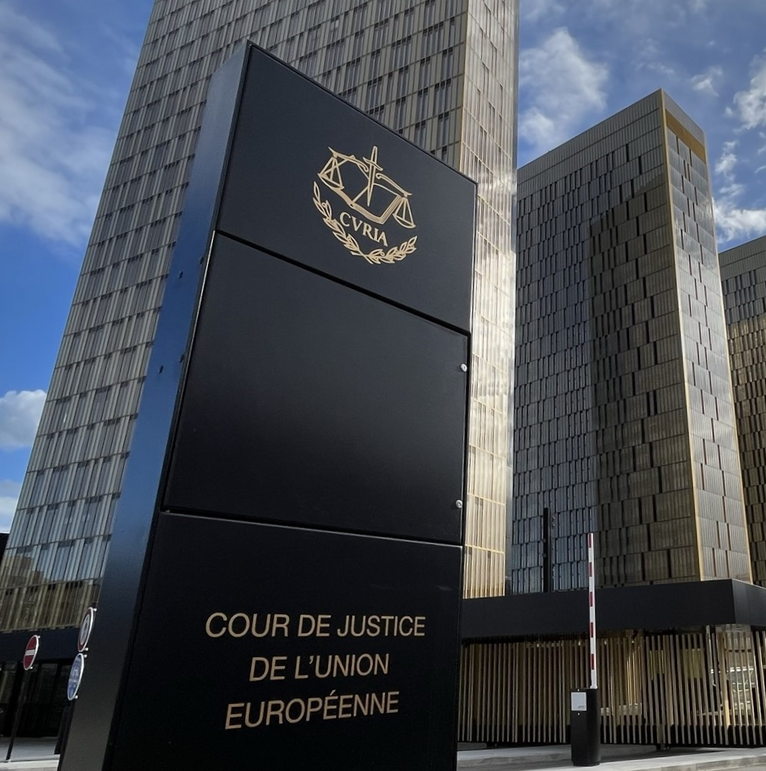 CVRIA
COUR DE JUSTICE
DE L'UNION
EUROPÉENNE